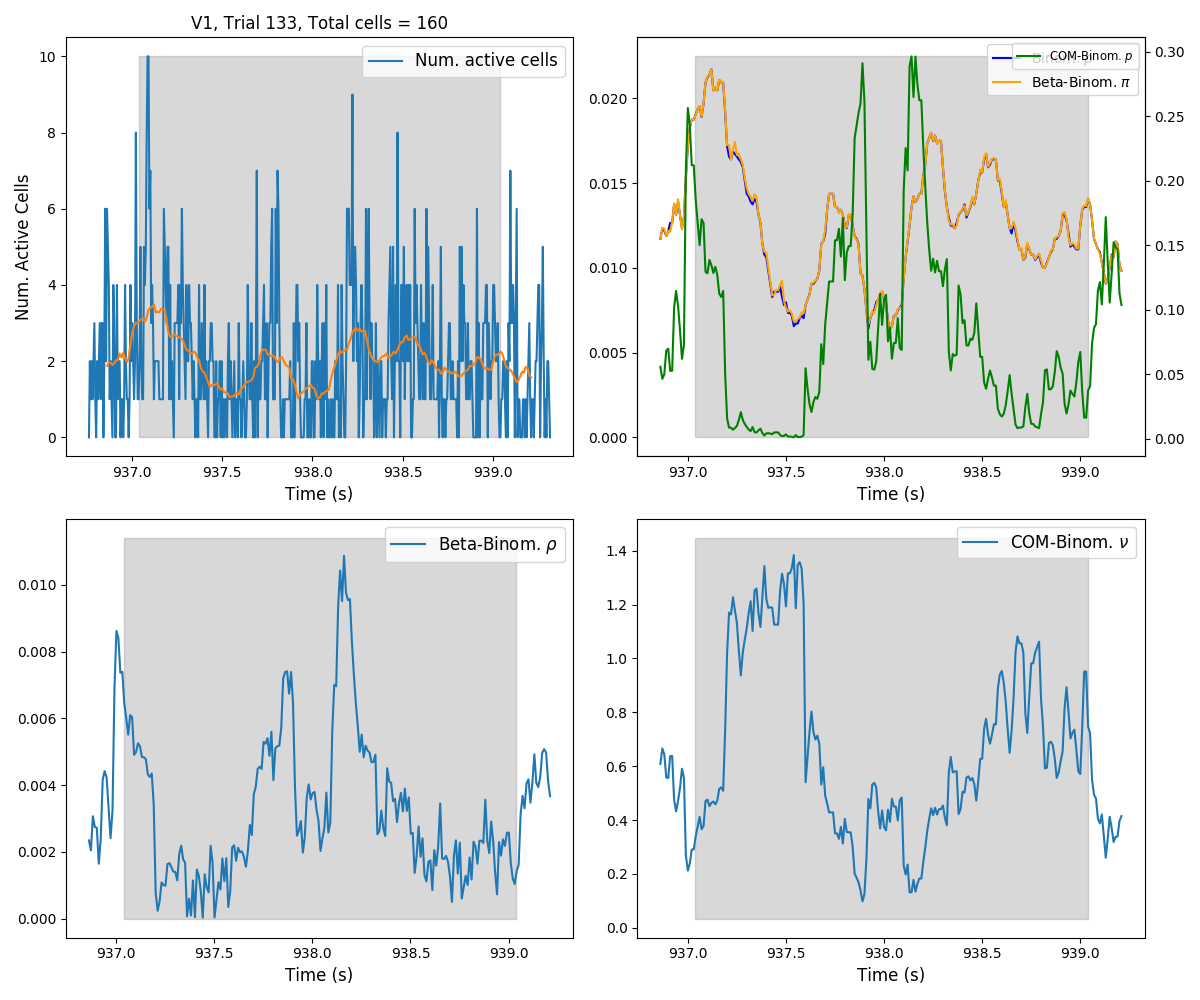 V1, Trial 133, Total cells = 160
Num. active cells
Num. Active Cells
10
8
6
4
2
0
937.0 937.5 938.0 938.5 939.0
Time (s)
COM-Binom. p
Beta-Binom. π
0.020
0.015
0.010
0.005
0.000
0.30
0.25
0.20
0.15
0.10
0.05
0.00
937.0 937.5 938.0 938.5 939.0
Time (s)
Beta-Binom. ρ
0.010
0.008
0.006
0.004
0.002
0.000
937.0 937.5 938.0 938.5 939.0
Time (s)
COM-Binom. ν
1.4
1.2
1.0
0.8
0.6
0.4
0.2
0.0
937.0 937.5 938.0 938.5 939.0
Time (s)